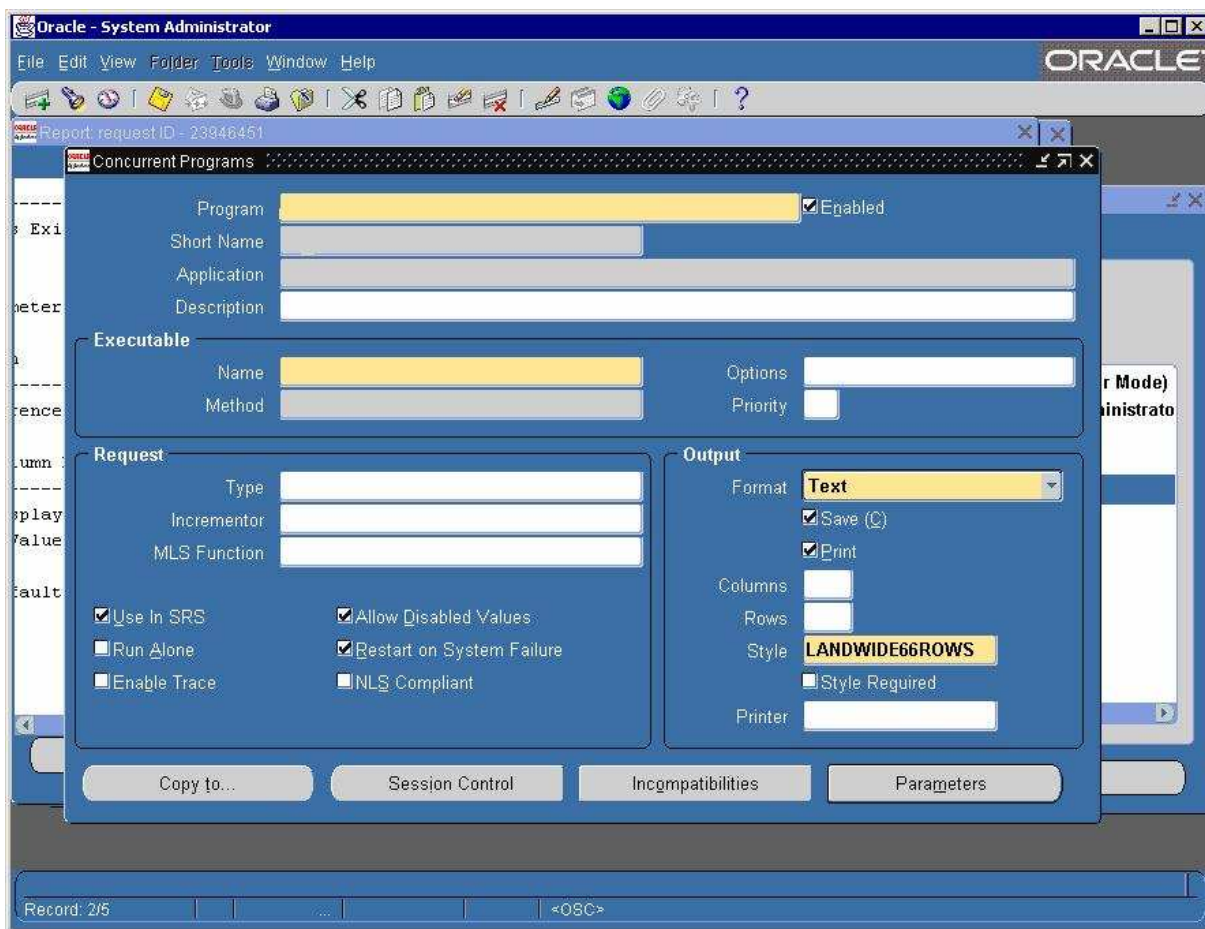 Oracle - System Administrator
File Edit View Folder Tools Window Help
ORACLE
Report: request ID - 23946451
Concurrent Programs
Program
Enabled
Short Name
Application
Description
Executable
Name
Options
Method
Priority
Request
Type
Incrementor
MLS Function
Use In SRS
Allow Disabled Values
Run Alone
Restart on System Failure
Enable Trace
NLS Compliant
Output
Format Text
Save (C)
Print
Columns
Rows
Style LANDWIDE66ROWS
Style Required
Printer
Copy to...
Session Control
Incompatibilities
Parameters
-----
s Exi
meter
-----
rence
umn
-----
splay
Value
fault
r Mode)
inistrato
Record: 2/5
...
<OSC>